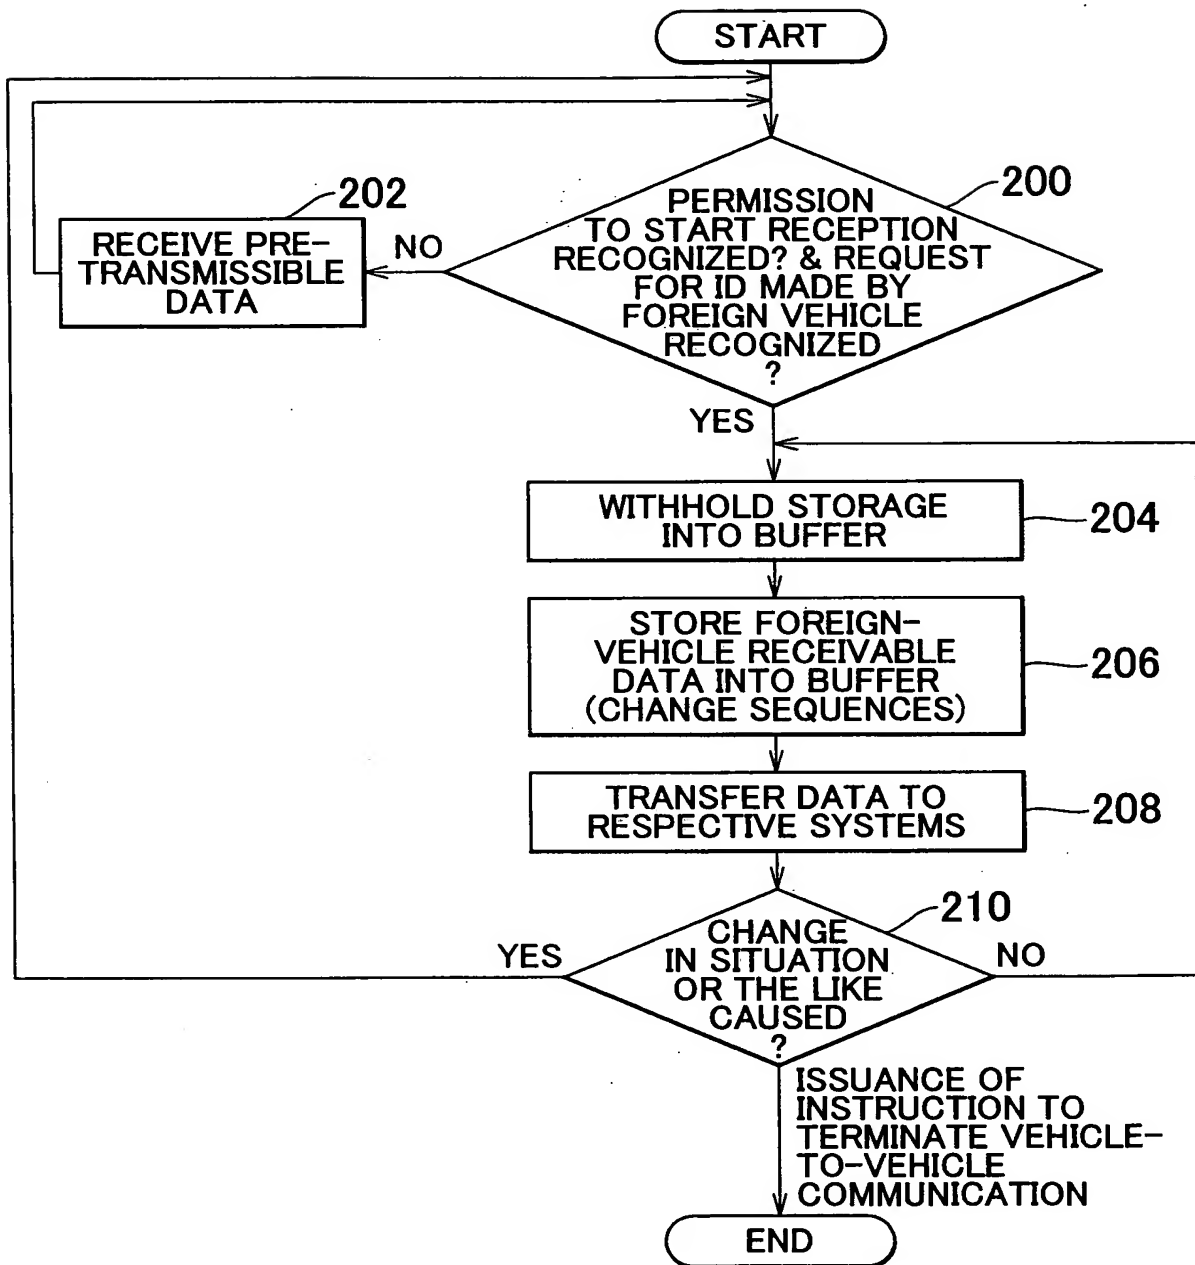 START
200
PERMISSION
TO START RECEPTION
RECOGNIZED? & REQUEST
FOR ID MADE BY
FOREIGN VEHICLE
RECOGNIZED
?
202
RECEIVE PRE-
TRANSMISSIBLE
DATA
NO
YES
WITHHOLD STORAGE
INTO BUFFER
204
STORE FOREIGN-
VEHICLE RECEIVABLE
DATA INTO BUFFER
(CHANGE SEQUENCES)
206
TRANSFER DATA TO
RESPECTIVE SYSTEMS
208
210
CHANGE
IN SITUATION
OR THE LIKE
CAUSED
?
YES
NO
ISSUANCE OF
INSTRUCTION TO
TERMINATE VEHICLE-
TO-VEHICLE
COMMUNICATION
END